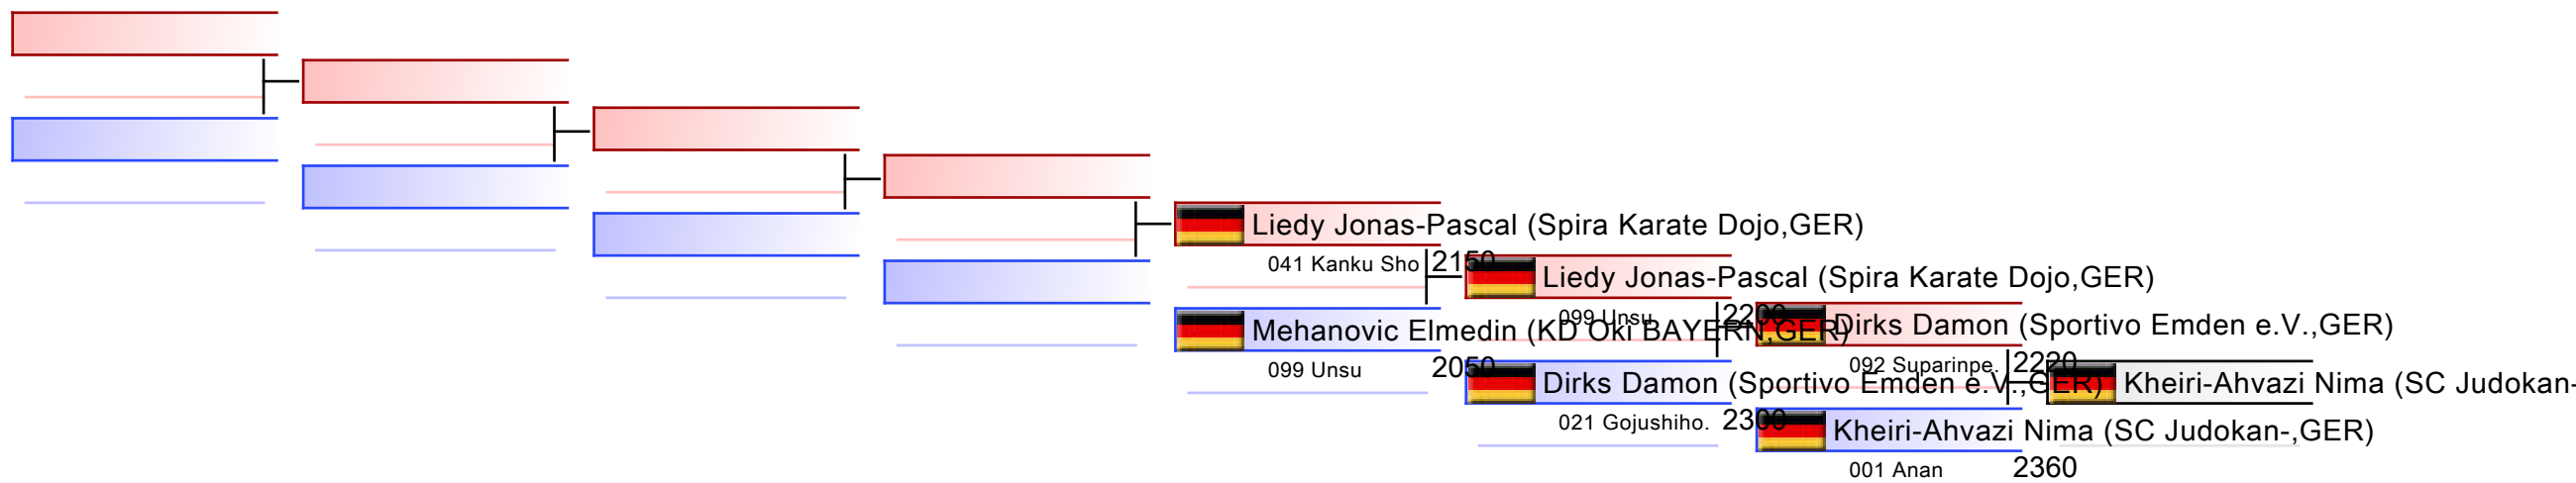 Liedy Jonas-Pascal (Spira Karate Dojo,GER)
041 Kanku Sho 2150
Mehanovic Elmedin (KD Oki BAYERN,GER)
099 Unsu 2050
Liedy Jonas-Pascal (Spira Karate Dojo,GER)
099 Unsu 2200
Dirks Damon (Sportivo Emden e.V.,GER)
021 Gojushiho. 2300
Dirks Damon (Sportivo Emden e.V.,GER)
092 Suparinpe. 2220
Kheiri-Ahvazi Nima (SC Judokan-,GER)
001 Anan 2360
Kheiri-Ahvazi Nima (SC Judokan-